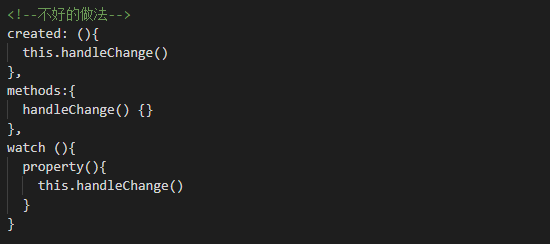 <!--不好的做法-->
created: (){
  this.handleChange()
},
methods:{
  handleChange() {}
},
watch (){
  property(){
    this.handleChange()
  }
}